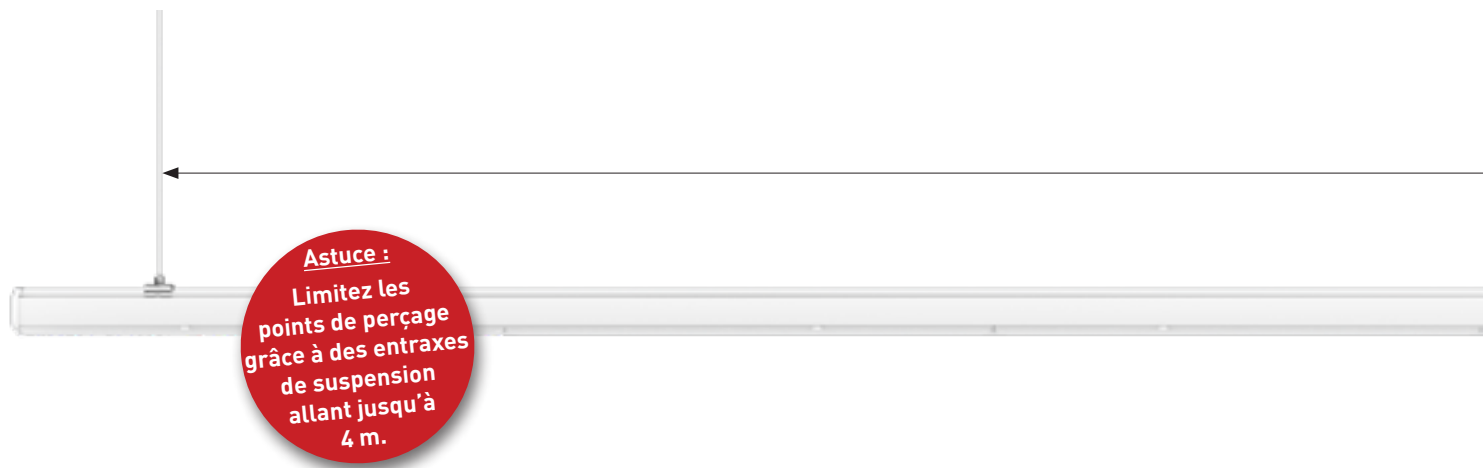 Astuce :
Limitez les
points de perçage
grâce à des entraxes
de suspension
allant jusqu’à
4 m.